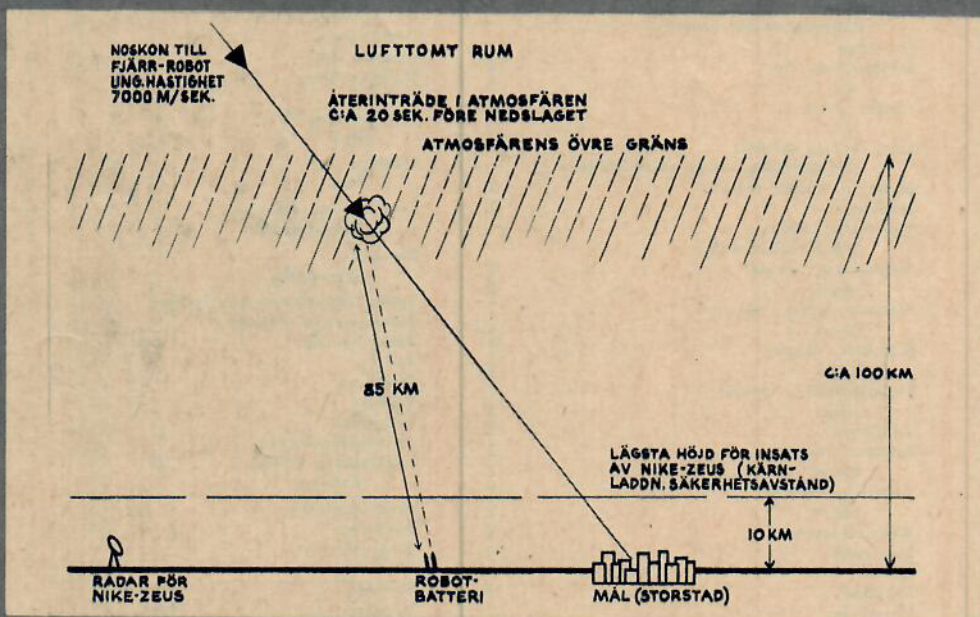 NOSKON TILL
FJÄRR-ROBOT
UNG. HASTIGHET
7000 M/SEK.
LUFTTOMT RUM
ÅTERINTRÄDE I ATMOSFÄREN
C:A 20 SEK. FÖRE NEDSLAGET
ATMOSFÄRENS ÖVRE GRÄNS
85 KM
C:A 100 KM
LÄGSTA HÖJD FÖR INSATS
AV NIKE-ZEUS (KÄRN-
LADDN. SÄKERHETSAVSTÅND)
10 KM
RADAR FÖR
NIKE-ZEUS
ROBOT-
BATTERI
MÅL (STORSTAD)